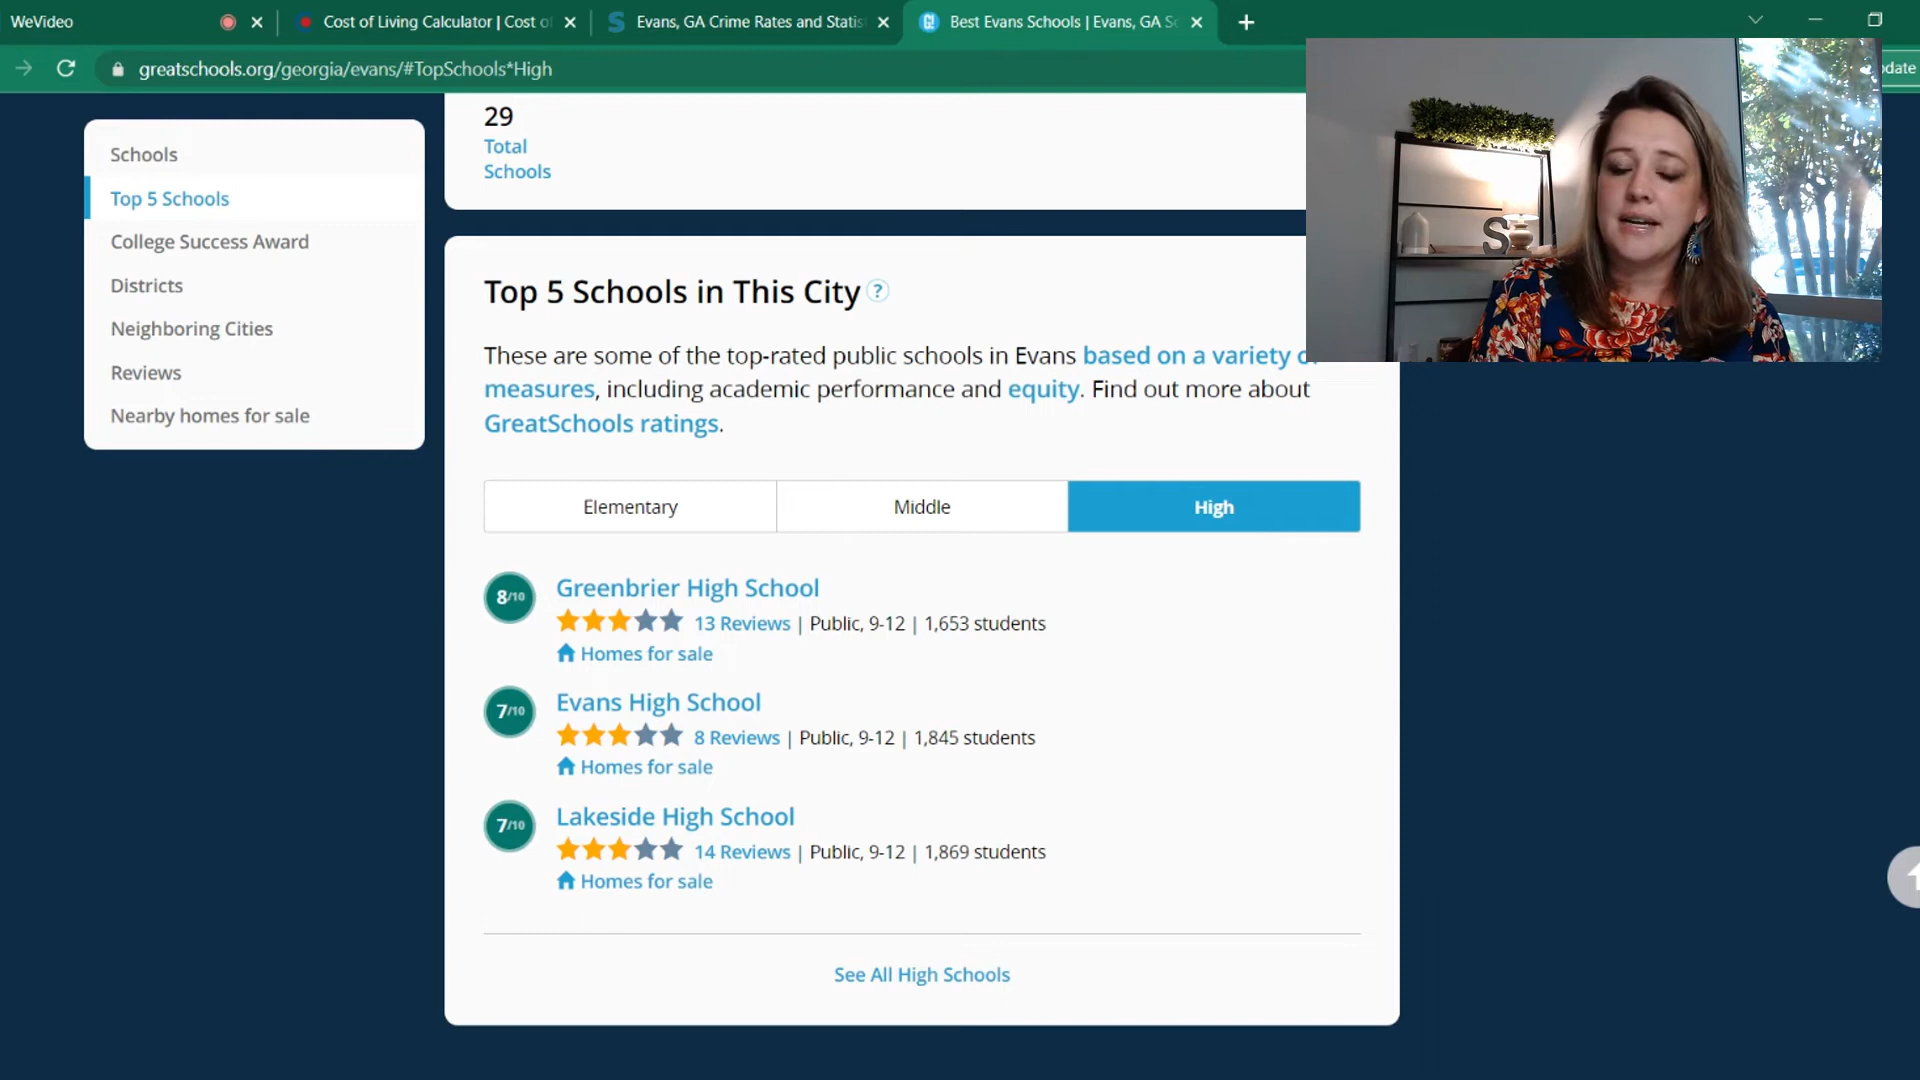 WeVideo
Cost of Living Calculator | Cost of
Evans, GA Crime Rates and Statis
Best Evans Schools | Evans, GA Sc
greatschools.org/georgia/evans/#TopSchools*High
date
Schools
Top 5 Schools
College Success Award
Districts
Neighboring Cities
Reviews
Nearby homes for sale
29
Total
Schools
Top 5 Schools in This City ?
These are some of the top-rated public schools in Evans based on a variety of
measures, including academic performance and equity. Find out more about
GreatSchools ratings.
Elementary Middle High
8/10 Greenbrier High School
13 Reviews | Public, 9-12 | 1,653 students
Homes for sale
7/10 Evans High School
8 Reviews | Public, 9-12 | 1,845 students
Homes for sale
7/10 Lakeside High School
14 Reviews | Public, 9-12 | 1,869 students
Homes for sale
See All High Schools
S